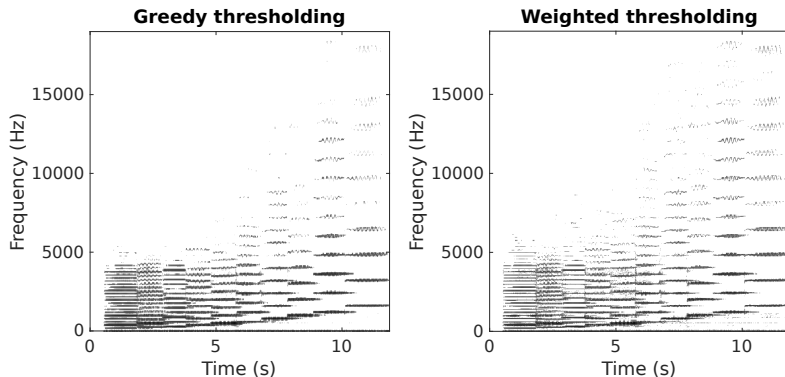 Greedy thresholding
Frequency (Hz)
15000
10000
5000
0
0
5
10
Time (s)
Weighted thresholding
Frequency (Hz)
15000
10000
5000
0
0
5
10
Time (s)